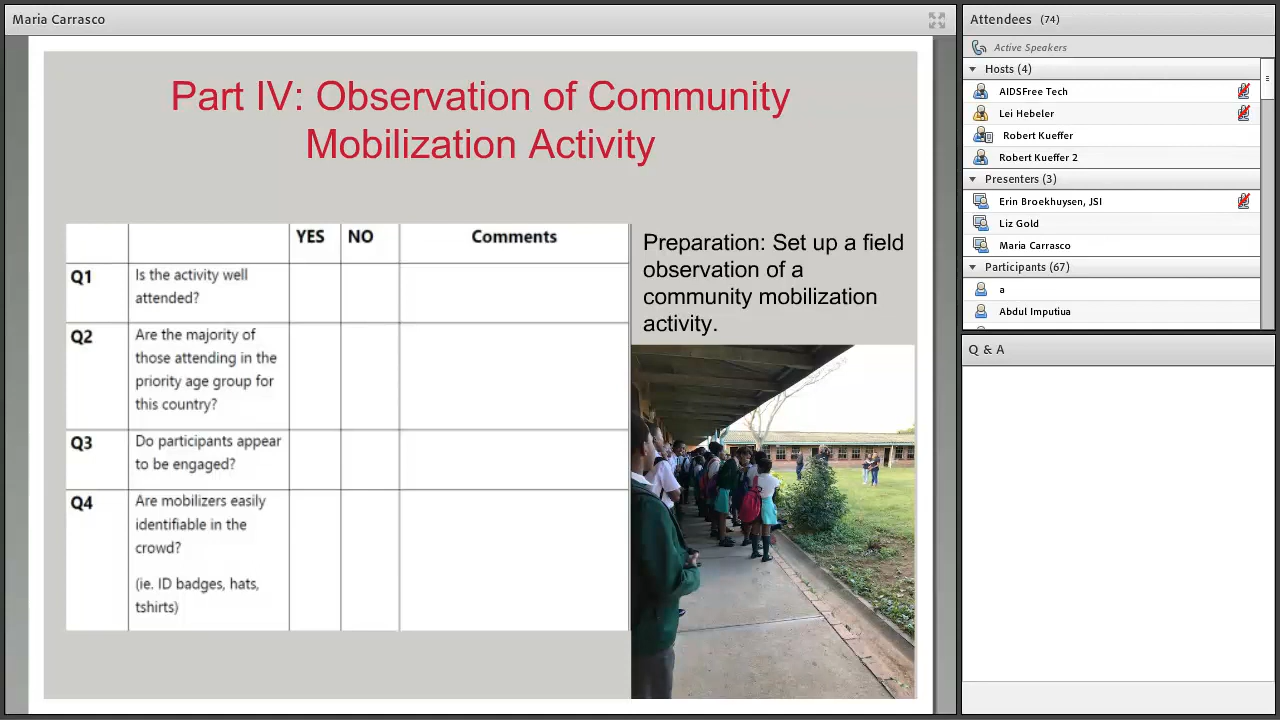 Maria Carrasco
Part IV: Observation of Community
Mobilization Activity
YES NO Comments
Q1 Is the activity well
attended?
Q2 Are the majority of
those attending in the
priority age group for
this country?
Q3 Do participants appear
to be engaged?
Q4 Are mobilizers easily
identifiable in the
crowd?
(ie. ID badges, hats,
tshirts)
Preparation: Set up a field
observation of a
community mobilization
activity.
Attendees (74)
Active Speakers
Hosts (4)
AIDSFree Tech
Lei Hebeler
Robert Kueffer
Robert Kueffer 2
Presenters (3)
Erin Broekhuysen, JSI
Liz Gold
Maria Carrasco
Participants (67)
a
Abdul Imputiua
Q & A